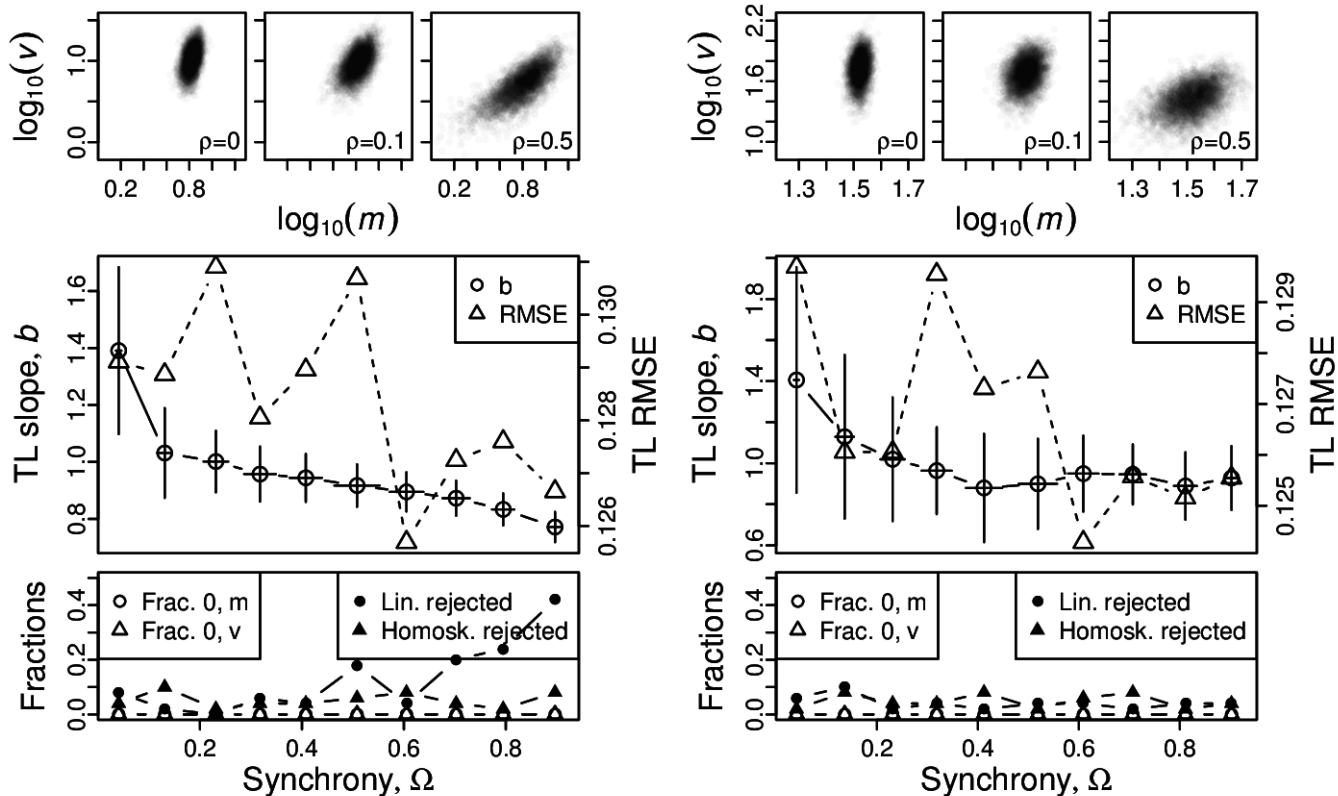 log10(v)
0.0 1.0
ρ=0
ρ=0.1
ρ=0.5
0.2 0.8
0.2 0.8
log10(m)
log10(v)
1.0 1.6 2.2
ρ=0
ρ=0.1
ρ=0.5
1.3 1.5 1.7
1.3 1.5 1.7
log10(m)
TL slope, b
0.8 1.0 1.2 1.4 1.6
b
RMSE
0.126 0.128 0.130
TL RMSE
TL slope, b
0.6 1.0 1.4 1.8
b
RMSE
0.125 0.127 0.129
TL RMSE
Fractions
0.0 0.2 0.4
Frac. 0, m
Frac. 0, v
Lin. rejected
Homosk. rejected
0.2 0.4 0.6 0.8
Synchrony, Ω
Fractions
0.0 0.2 0.4
Frac. 0, m
Frac. 0, v
Lin. rejected
Homosk. rejected
0.2 0.4 0.6 0.8
Synchrony, Ω